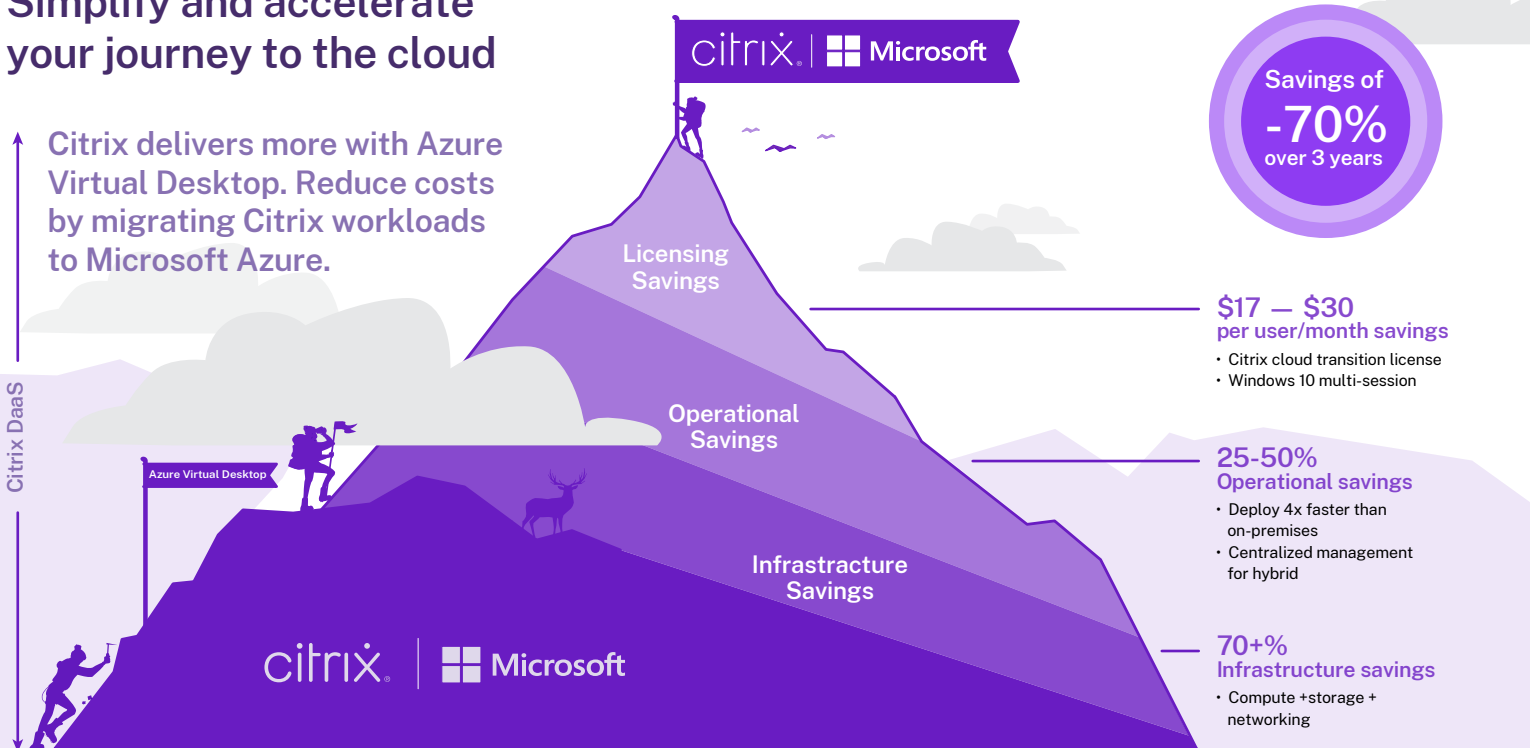 Simplify and accelerate
your journey to the cloud
Citrix delivers more with Azure
Virtual Desktop. Reduce costs
by migrating Citrix workloads
to Microsoft Azure.
citrix® | Microsoft
Savings of
-70%
over 3 years
Licensing
Savings
$17 — $30
per user/month savings
• Citrix cloud transition license
• Windows 10 multi-session
Operational
Savings
25-50%
Operational savings
• Deploy 4x faster than
on-premises
• Centralized management
for hybrid
Infrastracture
Savings
70+%
Infrastructure savings
• Compute +storage +
networking
Citrix DaaS
Azure Virtual Desktop
citrix® | Microsoft